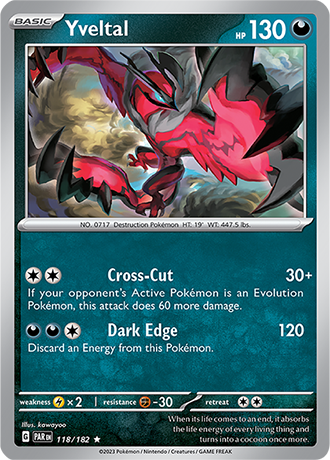 BASIC Yveltal HP 130
NO. 0717 Destruction Pokémon HT: 19' WT: 447.5 lbs.
Cross-Cut 30+
If your opponent's Active Pokémon is an Evolution
Pokémon, this attack does 60 more damage.
Dark Edge 120
Discard an Energy from this Pokémon.
weakness ×2 resistance -30 retreat
Illus. kawayoo
When its life comes to an end, it absorbs
the life energy of every living thing and
turns into a cocoon once more.
G PAR EN 118/182 ★
©2023 Pokémon / Nintendo / Creatures / GAME FREAK